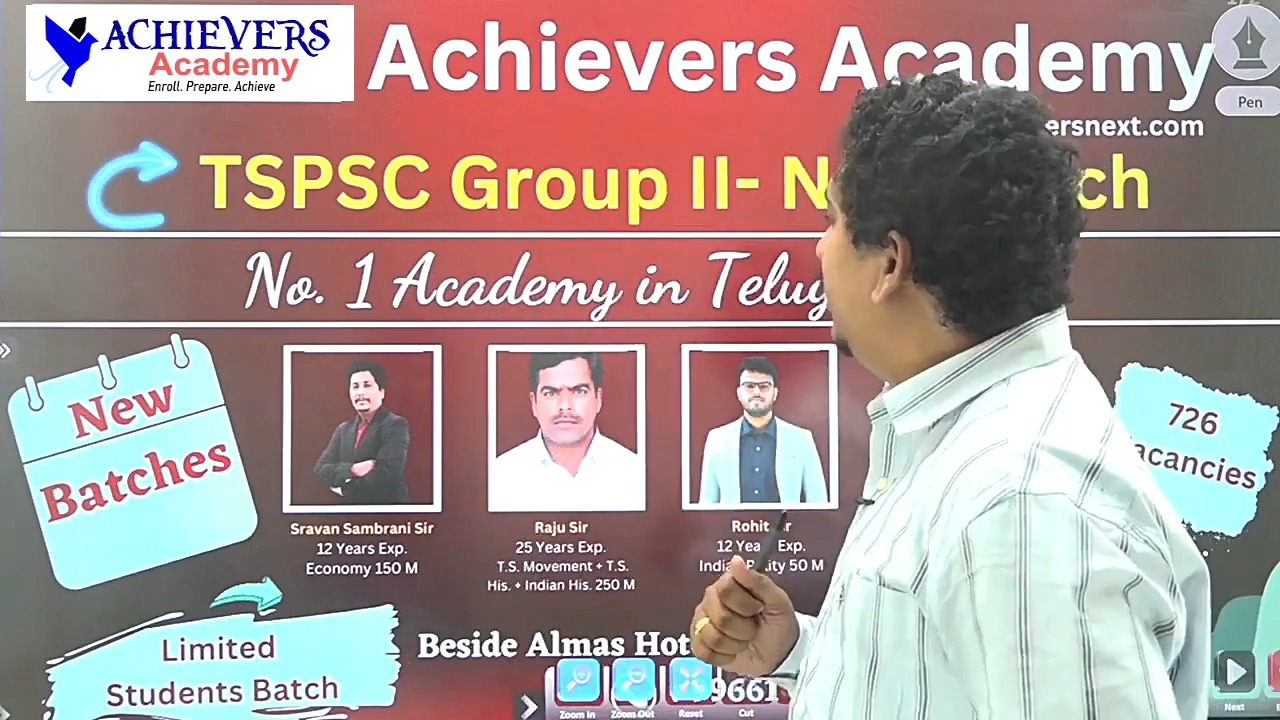 ACHIEVERS
Academy
Enroll. Prepare. Achieve
Achievers Academy
ersnext.com
Pen
TSPSC Group II- N ch
No. 1 Academy in Telug
New
Batches
726
acancies
Sravan Sambrani Sir
12 Years Exp.
Economy 150 M
Raju Sir
25 Years Exp.
T.S. Movement + T.S.
His. + Indian His. 250 M
Rohit
12 Yea Exp.
India ity 50 M
Limited
Students Batch
Beside Almas Hot
9661
Zoom In
Zoom Out
Reset
Cut
Next